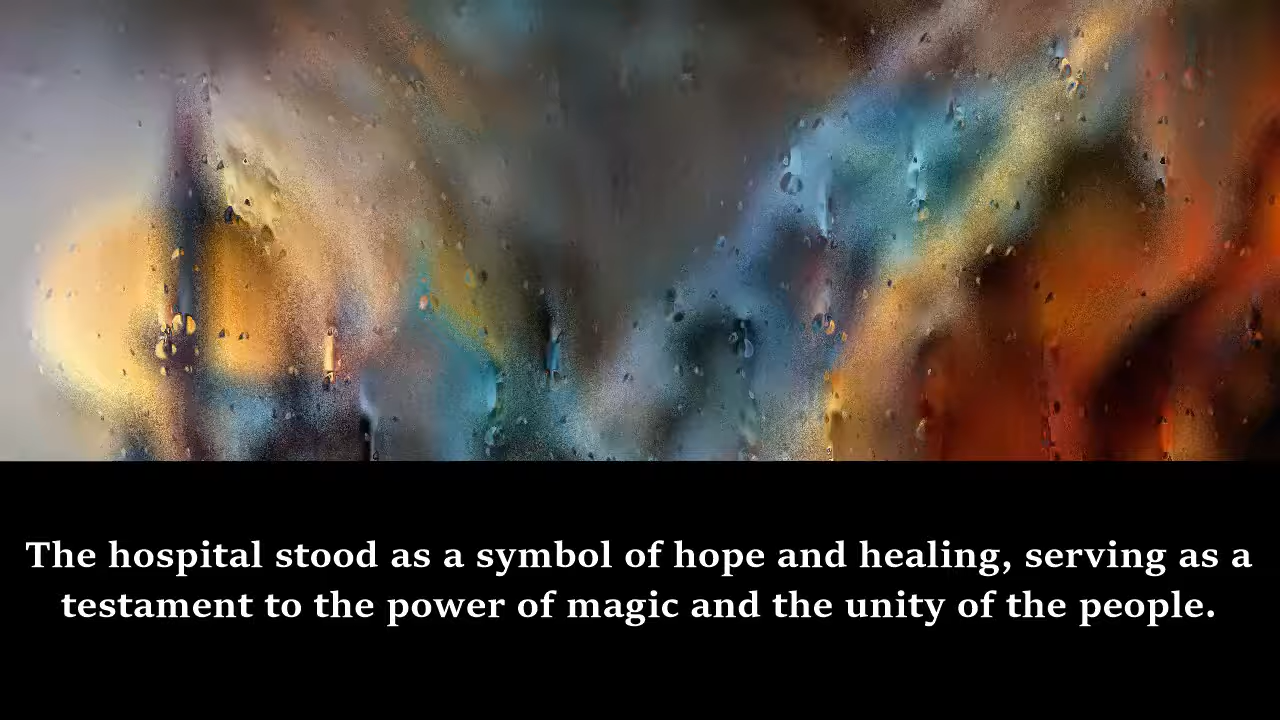 The hospital stood as a symbol of hope and healing, serving as a
testament to the power of magic and the unity of the people.